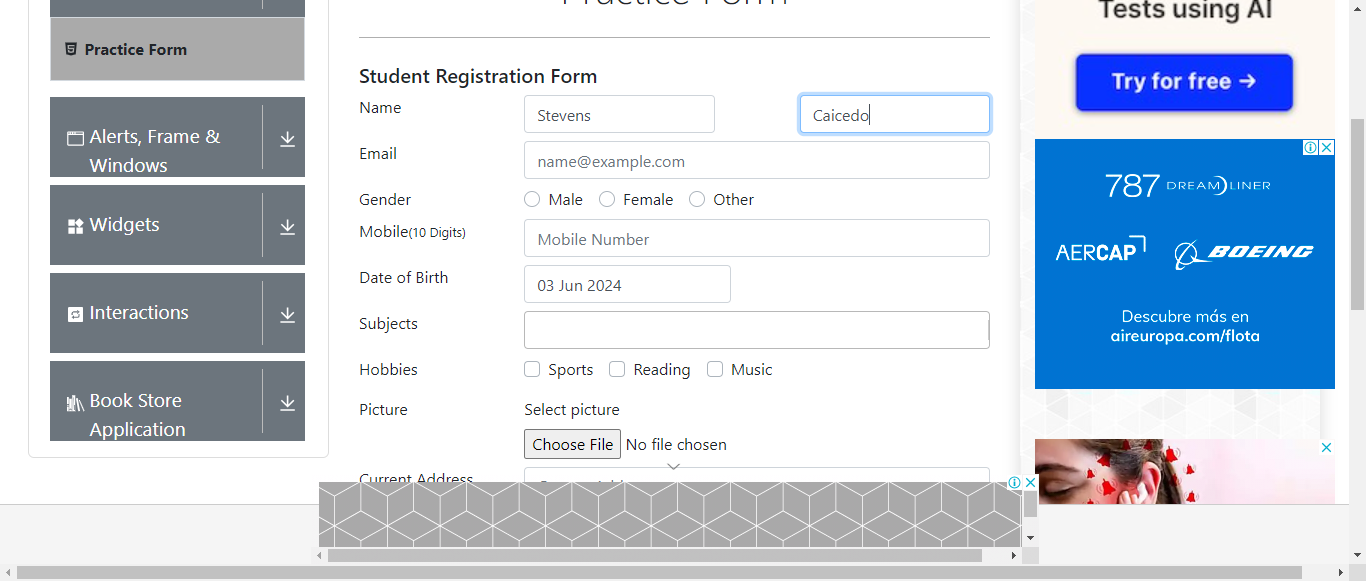 Practice Form
Practice Form
Alerts, Frame &
Windows
Widgets
Interactions
Book Store
Application
Student Registration Form
Name
Stevens
Caicedo
Email
name@example.com
Gender
Male
Female
Other
Mobile(10 Digits)
Mobile Number
Date of Birth
03 Jun 2024
Subjects
Hobbies
Sports
Reading
Music
Picture
Select picture
Choose File
No file chosen
Current Address
Tests using AI
Try for free →
787 DREAMLINER
AERCAP
BOEING
Descubre más en
aireuropa.com/flota